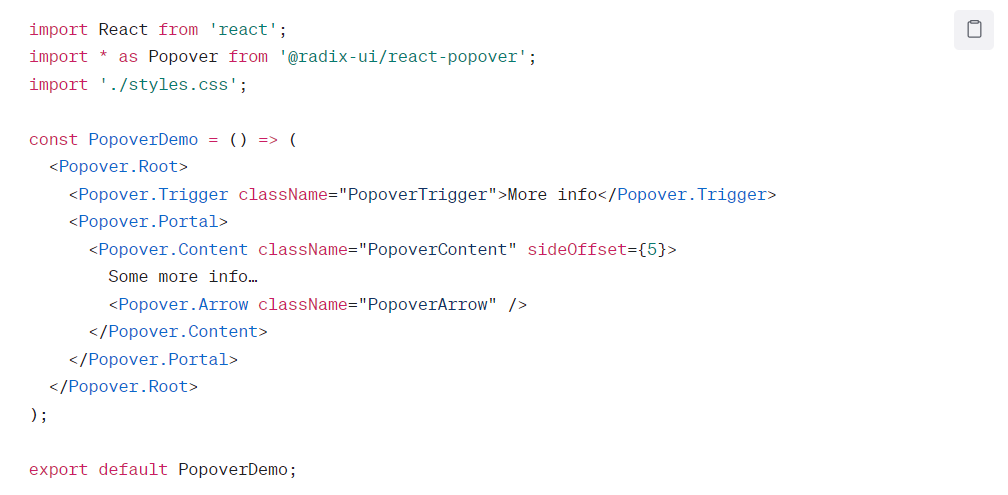 import React from 'react';
import * as Popover from '@radix-ui/react-popover';
import './styles.css';

const PopoverDemo = () => (
  <Popover.Root>
    <Popover.Trigger className="PopoverTrigger">More info</Popover.Trigger>
    <Popover.Portal>
      <Popover.Content className="PopoverContent" sideOffset={5}>
        Some more info…
        <Popover.Arrow className="PopoverArrow" />
      </Popover.Content>
    </Popover.Portal>
  </Popover.Root>
);

export default PopoverDemo;